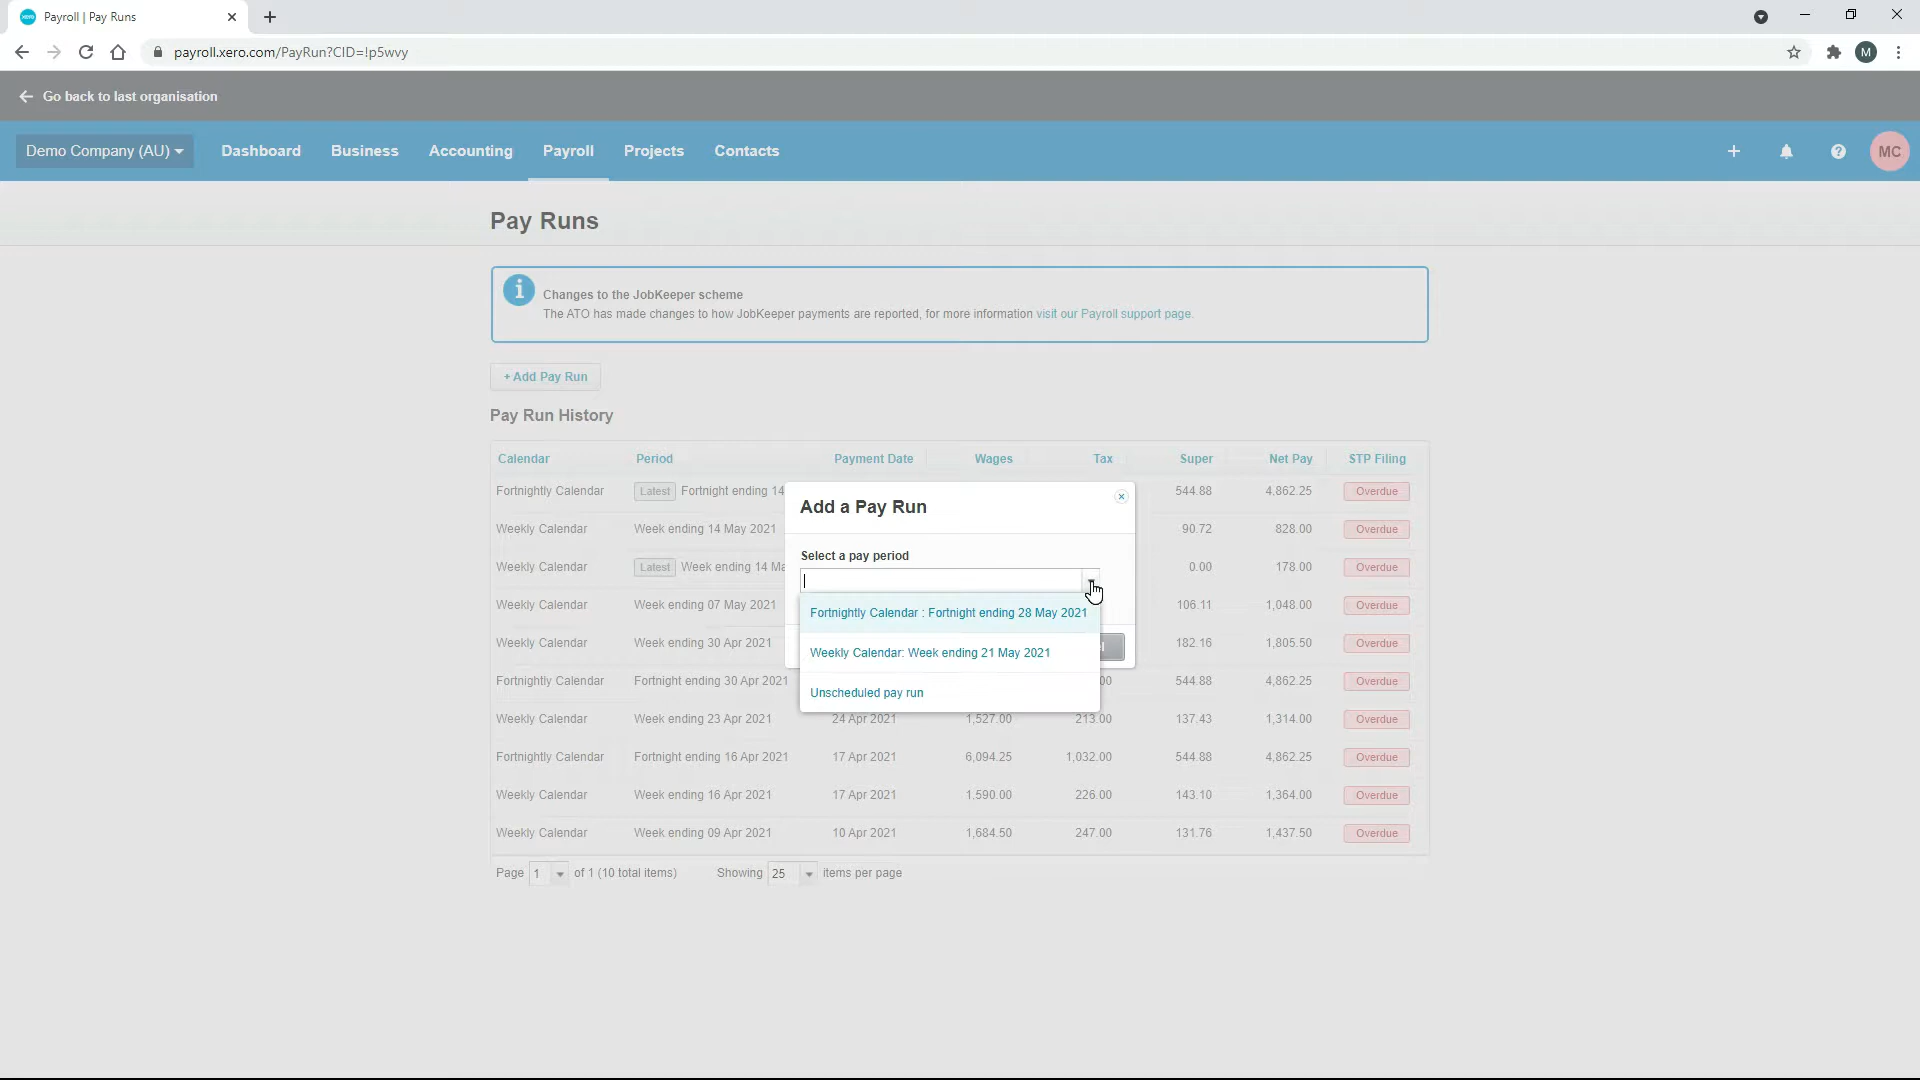 Payroll | Pay Runs
payroll.xero.com/PayRun?CID=!p5wvy
M
Go back to last organisation
Demo Company (AU) Dashboard Business Accounting Payroll Projects Contacts MC
Pay Runs
Changes to the JobKeeper scheme
The ATO has made changes to how JobKeeper payments are reported, for more information visit our Payroll support page.
+ Add Pay Run
Pay Run History
Calendar Period Payment Date Wages Tax Super Net Pay STP Filing
Fortnightly Calendar Latest Fortnight ending 14 544.88 4,862.25 Overdue
Weekly Calendar Week ending 14 May 2021 90.72 828.00 Overdue
Weekly Calendar Latest Week ending 14 Ma 0.00 178.00 Overdue
Weekly Calendar Week ending 07 May 2021 106.11 1,048.00 Overdue
Weekly Calendar Week ending 30 Apr 2021 182.16 1,805.50 Overdue
Fortnightly Calendar Fortnight ending 30 Apr 2021 00 544.88 4,862.25 Overdue
Weekly Calendar Week ending 23 Apr 2021 24 Apr 2021 1,527.00 213.00 137.43 1,314.00 Overdue
Fortnightly Calendar Fortnight ending 16 Apr 2021 17 Apr 2021 6,094.25 1,032.00 544.88 4,862.25 Overdue
Weekly Calendar Week ending 16 Apr 2021 17 Apr 2021 1,590.00 226.00 143.10 1,364.00 Overdue
Weekly Calendar Week ending 09 Apr 2021 10 Apr 2021 1,684.50 247.00 131.76 1,437.50 Overdue
Page 1 of 1 (10 total items) Showing 25 items per page
Add a Pay Run
Select a pay period
Fortnightly Calendar : Fortnight ending 28 May 2021
Weekly Calendar: Week ending 21 May 2021
Unscheduled pay run